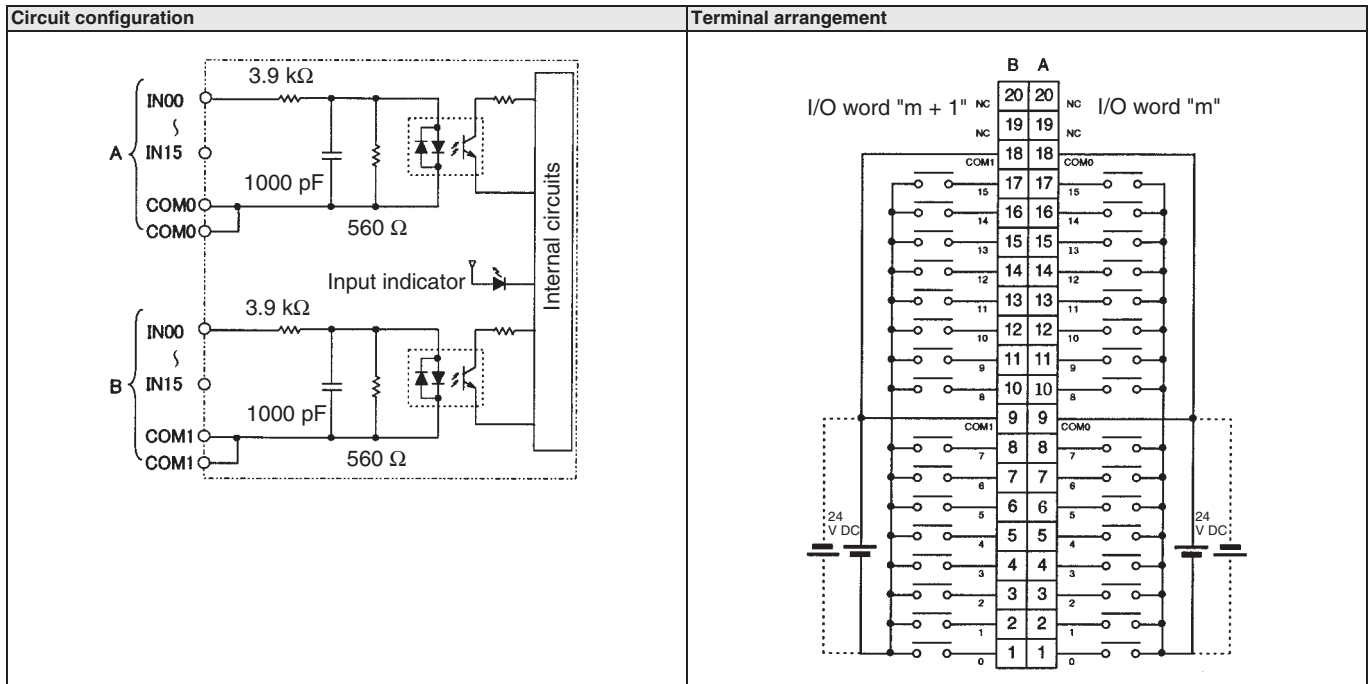 Circuit configuration
Terminal arrangement
3.9 kΩ
IN00
A
IN15
1000 pF
COM0
COM0
560 Ω
Internal circuits
Input indicator
3.9 kΩ
IN00
B
IN15
1000 pF
COM1
COM1
560 Ω
B A
I/O word "m + 1" NC 20 20 NC I/O word "m"
NC 19 19 NC
COM1 18 18 COM0
15 17 17 15
14 16 16 14
13 15 15 13
12 14 14 12
11 13 13 11
10 12 12 10
9 11 11 9
8 10 10 8
COM1 9 9 COM0
7 8 8 7
6 7 7 6
5 6 6 5
24 V DC 4 5 5 4 24 V DC
3 4 4 3
2 3 3 2
1 2 2 1
0 1 1 0